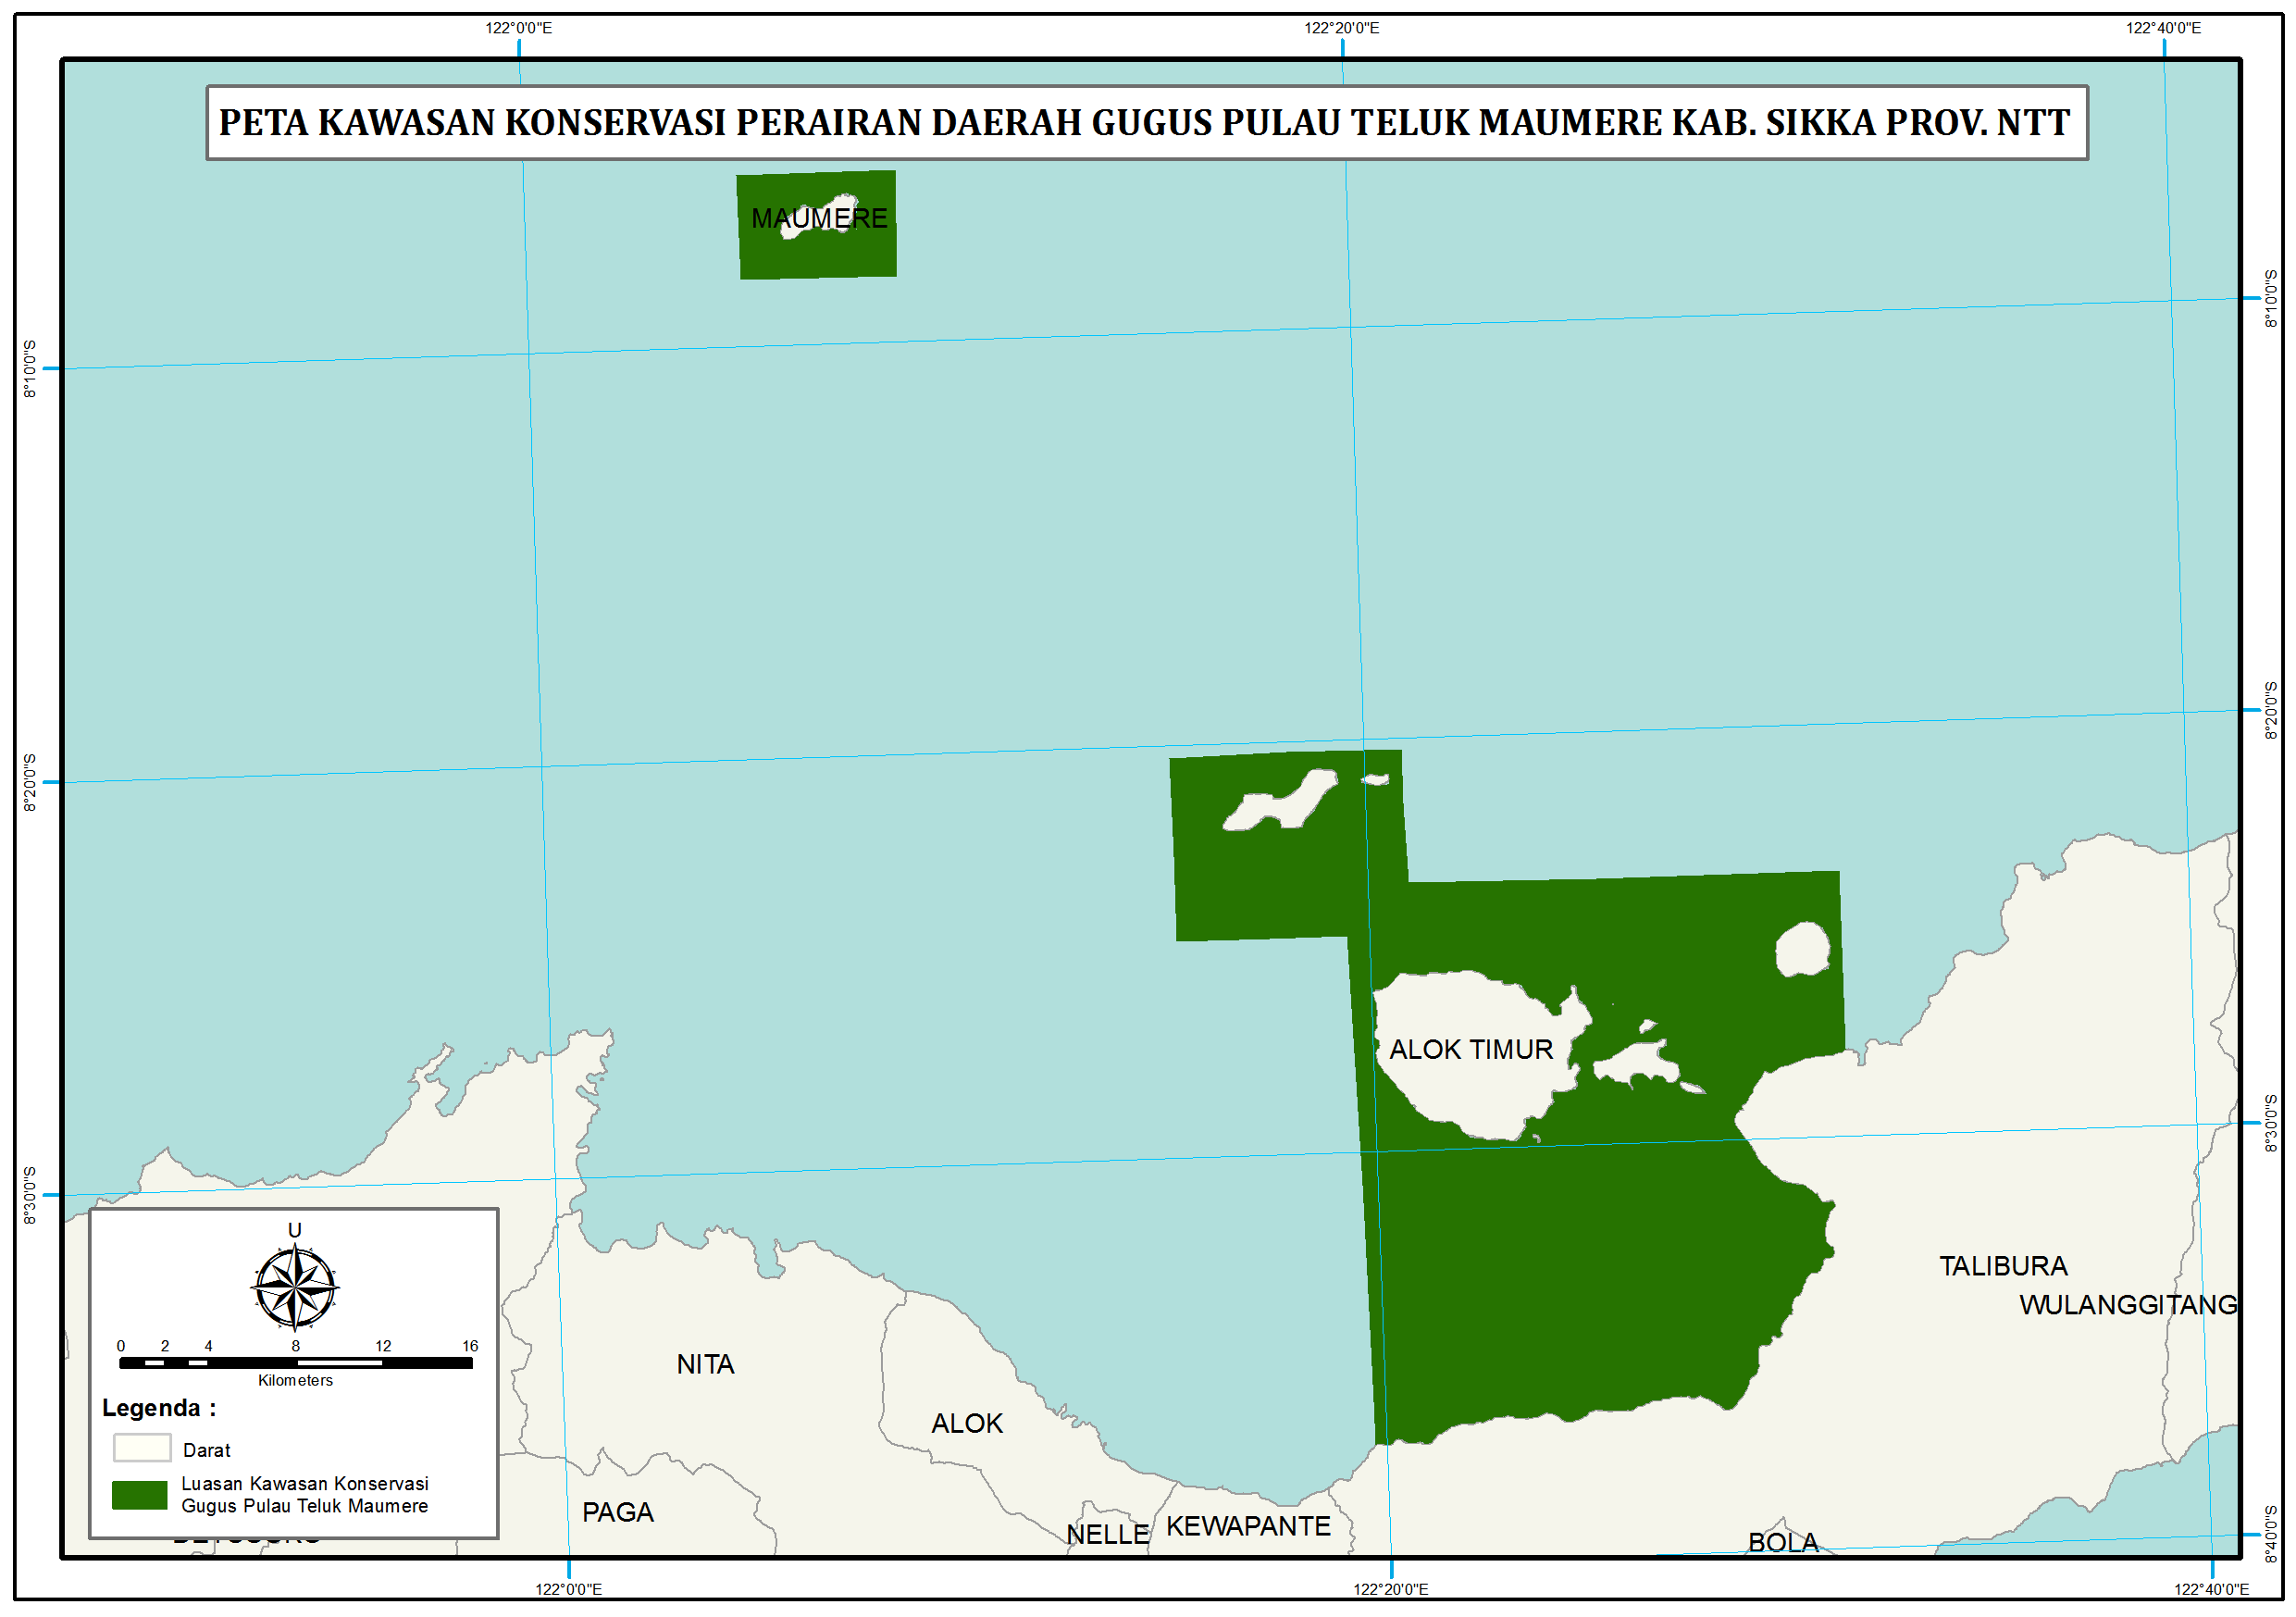 122°0'0"E 122°20'0"E 122°40'0"E
PETA KAWASAN KONSERVASI PERAIRAN DAERAH GUGUS PULAU TELUK MAUMERE KAB. SIKKA PROV. NTT
MAUMERE
8°10'0"S
8°10'0"S
8°20'0"S
8°20'0"S
ALOK TIMUR
8°30'0"S
8°30'0"S
TALIBURA
WULANGGITANG
NITA
ALOK
PAGA
NELLE
KEWAPANTE
BOLA
8°40'0"S
U
0 2 4 8 12 16
Kilometers
Legenda :
Darat
Luasan Kawasan Konservasi
Gugus Pulau Teluk Maumere
122°0'0"E 122°20'0"E 122°40'0"E